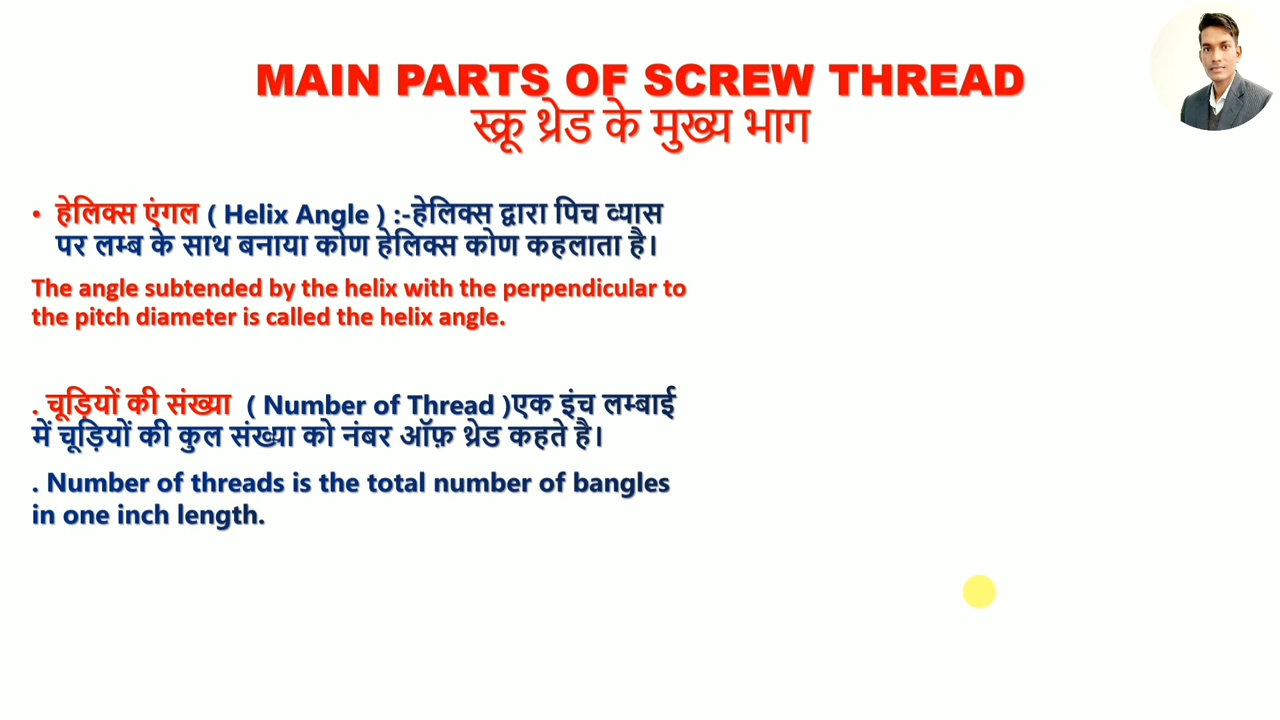 MAIN PARTS OF SCREW THREAD
स्क्रू थ्रेड के मुख्य भाग
• हेलिक्स एंगल ( Helix Angle ) :-हेलिक्स द्वारा पिच व्यास
पर लम्ब के साथ बनाया कोण हेलिक्स कोण कहलाता है।
The angle subtended by the helix with the perpendicular to
the pitch diameter is called the helix angle.
. चूड़ियों की संख्या ( Number of Thread )एक इंच लम्बाई
में चूड़ियों की कुल संख्या को नंबर ऑफ़ थ्रेड कहते है।
. Number of threads is the total number of bangles
in one inch length.